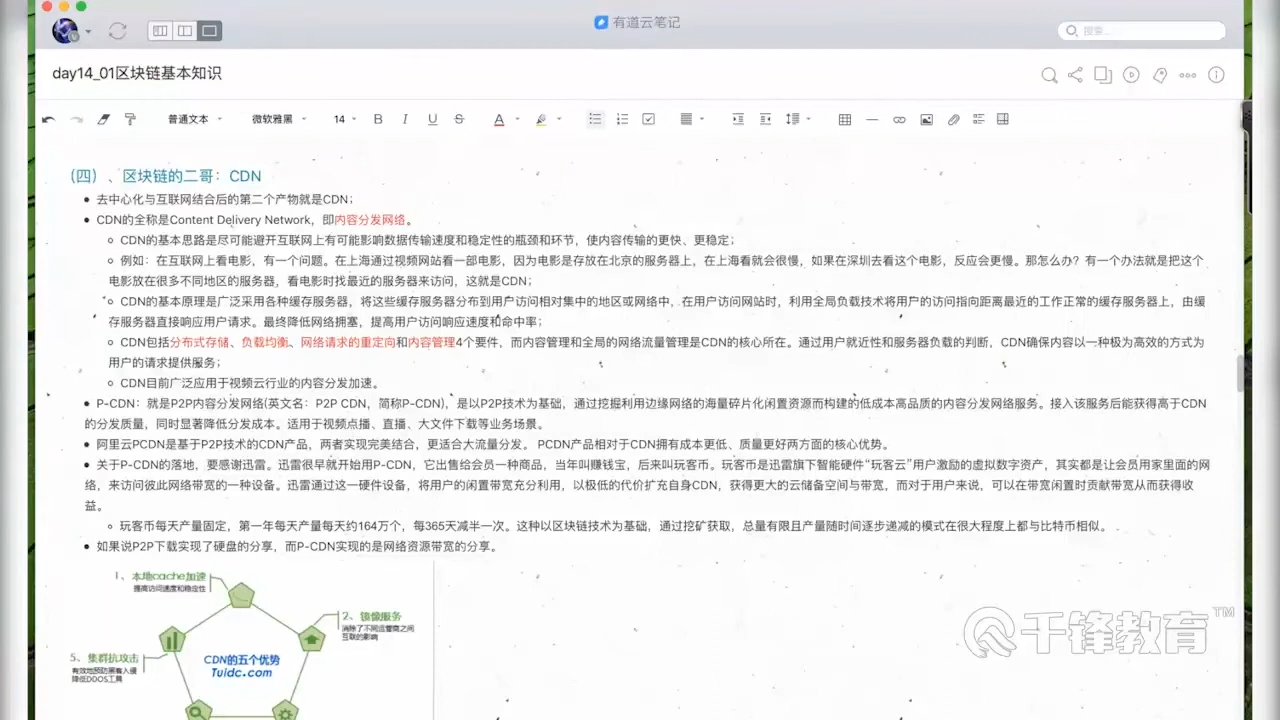 有道云笔记
搜索...
day14_01区块链基本知识
普通文本 微软雅黑 14 B I U S A
（四）、区块链的二哥：CDN
去中心化与互联网结合后的第二个产物就是CDN；
CDN的全称是Content Delivery Network，即内容分发网络。
CDN的基本思路是尽可能避开互联网上有可能影响数据传输速度和稳定性的瓶颈和环节，使内容传输的更快、更稳定；
例如：在互联网上看电影，有一个问题。在上海通过视频网站看一部电影，因为电影是存放在北京的服务器上，在上海看就会很慢，如果在深圳去看这个电影，反应会更慢。那怎么办？有一个办法就是把这个
电影放在很多不同地区的服务器，看电影时找最近的服务器来访问，这就是CDN；
CDN的基本原理是广泛采用各种缓存服务器，将这些缓存服务器分布到用户访问相对集中的地区或网络中，在用户访问网站时，利用全局负载技术将用户的访问指向距离最近的工作正常的缓存服务器上，由缓
存服务器直接响应用户请求。最终降低网络拥塞，提高用户访问响应速度和命中率；
CDN包括分布式存储、负载均衡、网络请求的重定向和内容管理4个要件，而内容管理和全局的网络流量管理是CDN的核心所在。通过用户就近性和服务器负载的判断，CDN确保内容以一种极为高效的方式为
用户的请求提供服务；
CDN目前广泛应用于视频云行业的内容分发加速。
P-CDN：就是P2P内容分发网络(英文名：P2P CDN，简称P-CDN)，是以P2P技术为基础，通过挖掘利用边缘网络的海量碎片化闲置资源而构建的低成本高品质的内容分发网络服务。接入该服务后能获得高于CDN
的分发质量，同时显著降低分发成本。适用于视频点播、直播、大文件下载等业务场景。
阿里云PCDN是基于P2P技术的CDN产品，两者实现完美结合，更适合大流量分发。 PCDN产品相对于CDN拥有成本更低、质量更好两方面的核心优势。
关于P-CDN的落地，要感谢迅雷。迅雷很早就开始用P-CDN，它出售给会员一种商品，当年叫赚钱宝，后来叫玩客币。玩客币是迅雷旗下智能硬件“玩客云”用户激励的虚拟数字资产，其实都是让会员用家里面的网
络，来访问彼此网络带宽的一种设备。迅雷通过这一硬件设备，将用户的闲置带宽充分利用，以极低的代价扩充自身CDN，获得更大的云储备空间与带宽，而对于用户来说，可以在带宽闲置时贡献带宽从而获得收
益。
玩客币每天产量固定，第一年每天产量每天约164万个，每365天减半一次。这种以区块链技术为基础，通过挖矿获取，总量有限且产量随时间逐步递减的模式在很大程度上都与比特币相似。
如果说P2P下载实现了硬盘的分享，而P-CDN实现的是网络资源带宽的分享。
1、本地cache加速
提高访问速度和稳定性
2、镜像服务
消除了不同运营商之间
互联的影响
5、集群抗攻击
有效地预防黑客入侵
降低DDOS工具
CDN的五个优势
Tuidc.com
千锋教育TM